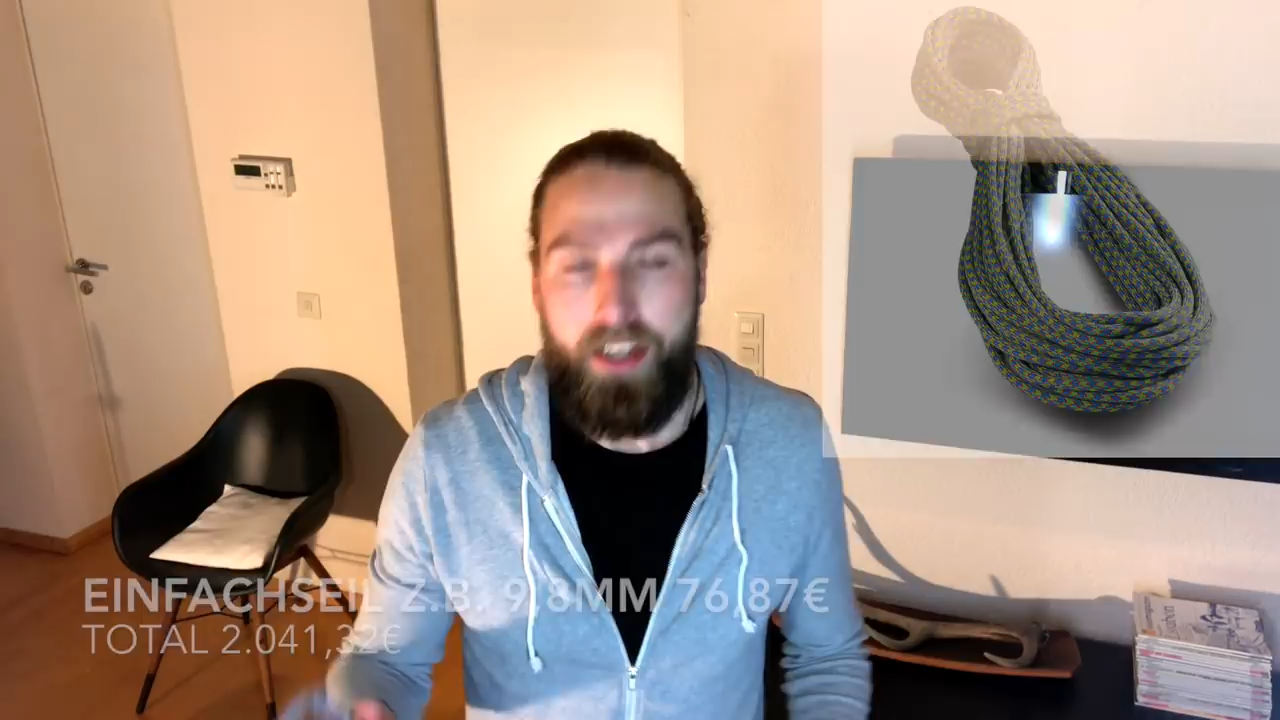 EINFACHSEIL Z.B. 9,8MM 76,87€
TOTAL 2.041,32€